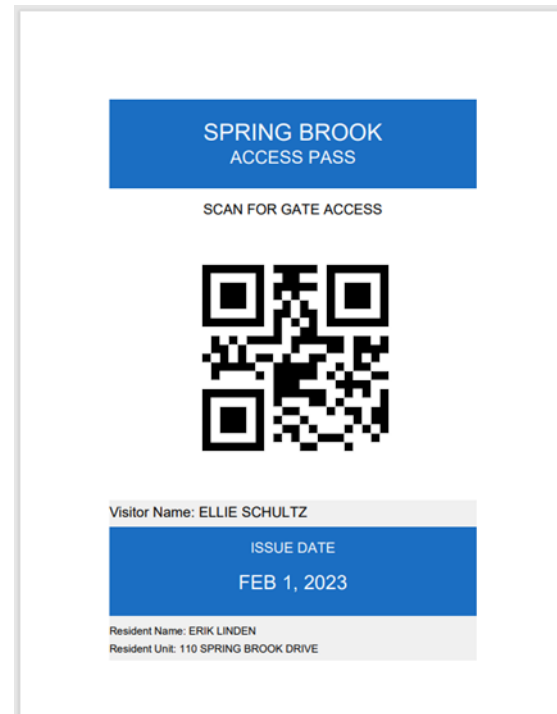 SPRING BROOK
ACCESS PASS
SCAN FOR GATE ACCESS
Visitor Name: ELLIE SCHULTZ
ISSUE DATE
FEB 1, 2023
Resident Name: ERIK LINDEN
Resident Unit: 110 SPRING BROOK DRIVE